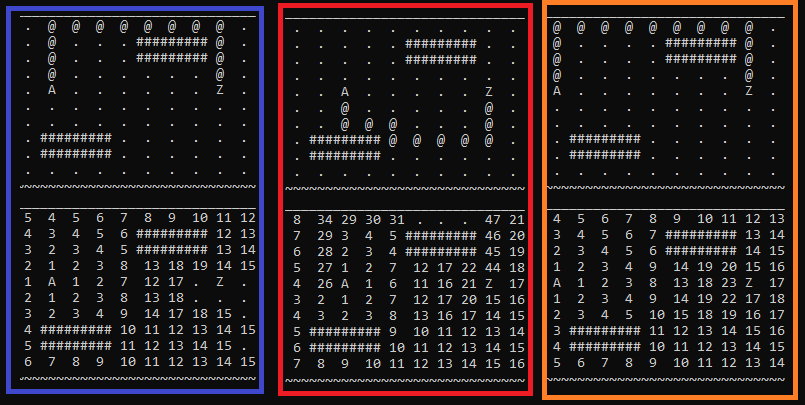 . @ @ @ @ @ @ @ @ .
. @ . . . ######### @ .
. @ . . . ######### @ .
. @ . . . . . . @ .
. A . . . . . . Z .
. . . . . . . . . .
. . . . . . . . . .
. ######### . . . . . .
. ######### . . . . . .
. . . . . . . . . .
~~~~~~~~~~~~~~~~~~~~~~~~~~~~~~
5 4 5 6 7 8 9 10 11 12
4 3 4 5 6 ######### 12 13
3 2 3 4 5 ######### 13 14
2 1 2 3 8 13 18 19 14 15
1 A 1 2 7 12 17 . Z .
2 1 2 3 8 13 18 . . .
3 2 3 4 9 14 17 18 15 .
4 ######### 10 11 12 13 14 15
5 ######### 11 12 13 14 15 .
6 7 8 9 10 11 12 13 14 15
~~~~~~~~~~~~~~~~~~~~~~~~~~~~~~
. . . . . . . . . .
. . . . . ######### . .
. . . . . ######### . .
. . . . . . . . . .
. . A . . . . . Z .
. . @ . . . . . @ .
. . @ @ @ . . . @ .
. ######### @ @ @ @ @ .
. ######### . . . . . .
. . . . . . . . . .
~~~~~~~~~~~~~~~~~~~~~~~~~~~~~~
8 34 29 30 31 . . . 47 21
7 29 3 4 5 ######### 46 20
6 28 2 3 4 ######### 45 19
5 27 1 2 7 12 17 22 44 18
4 26 A 1 6 11 16 21 Z 17
3 2 1 2 7 12 17 20 15 16
4 3 2 3 8 13 16 17 14 15
5 ######### 9 10 11 12 13 14
6 ######### 10 11 12 13 14 15
7 8 9 10 11 12 13 14 15 16
~~~~~~~~~~~~~~~~~~~~~~~~~~~~~~
@ @ @ @ @ @ @ @ @ .
@ . . . . ######### @ .
@ . . . . ######### @ .
@ . . . . . . . @ .
A . . . . . . . Z .
. . . . . . . . . .
. . . . . . . . . .
. ######### . . . . . .
. ######### . . . . . .
. . . . . . . . . .
~~~~~~~~~~~~~~~~~~~~~~~~~~~~~~
4 5 6 7 8 9 10 11 12 13
3 4 5 6 7 ######### 13 14
2 3 4 5 6 ######### 14 15
1 2 3 4 9 14 19 20 15 16
A 1 2 3 8 13 18 23 Z 17
1 2 3 4 9 14 19 22 17 18
2 3 4 5 10 15 18 19 16 17
3 ######### 11 12 13 14 15 16
4 ######### 10 11 12 13 14 15
5 6 7 8 9 10 11 12 13 14
~~~~~~~~~~~~~~~~~~~~~~~~~~~~~~